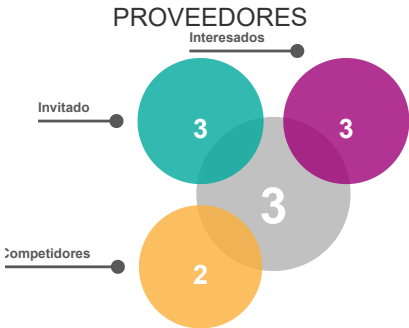 PROVEEDORES
Interesados
Invitado
3
3
3
Competidores
2